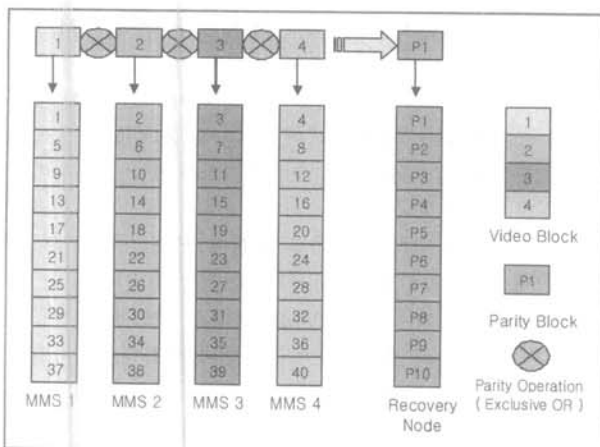 1 2 3 4 P1
1 2 3 4 P1
5 6 7 8 P2
9 10 11 12 P3
13 14 15 16 P4
17 18 19 20 P5
21 22 23 24 P6
25 26 27 28 P7
29 30 31 32 P8
33 34 35 36 P9
37 38 39 40 P10
MMS 1
MMS 2
MMS 3
MMS 4
Recovery
Node
1
2
3
4
Video Block
P1
Parity Block
Parity Operation
( Exclusive OR )